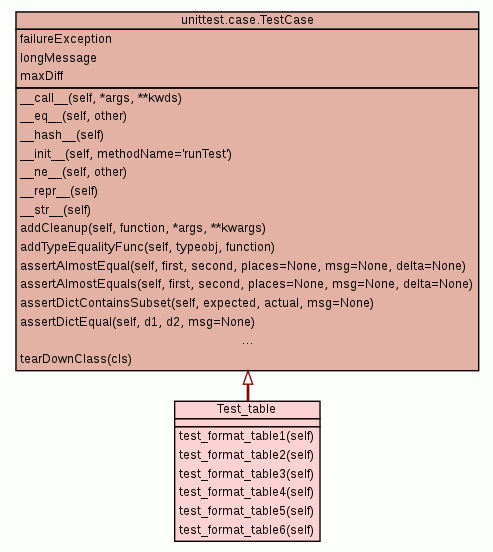 unittest.case.TestCase
failureException
longMessage
maxDiff
__call__(self, *args, **kwds)
__eq__(self, other)
__hash__(self)
__init__(self, methodName='runTest')
__ne__(self, other)
__repr__(self)
__str__(self)
addCleanup(self, function, *args, **kwargs)
addTypeEqualityFunc(self, typeobj, function)
assertAlmostEqual(self, first, second, places=None, msg=None, delta=None)
assertAlmostEquals(self, first, second, places=None, msg=None, delta=None)
assertDictContainsSubset(self, expected, actual, msg=None)
assertDictEqual(self, d1, d2, msg=None)
...
tearDownClass(cls)
Test_table
test_format_table1(self)
test_format_table2(self)
test_format_table3(self)
test_format_table4(self)
test_format_table5(self)
test_format_table6(self)